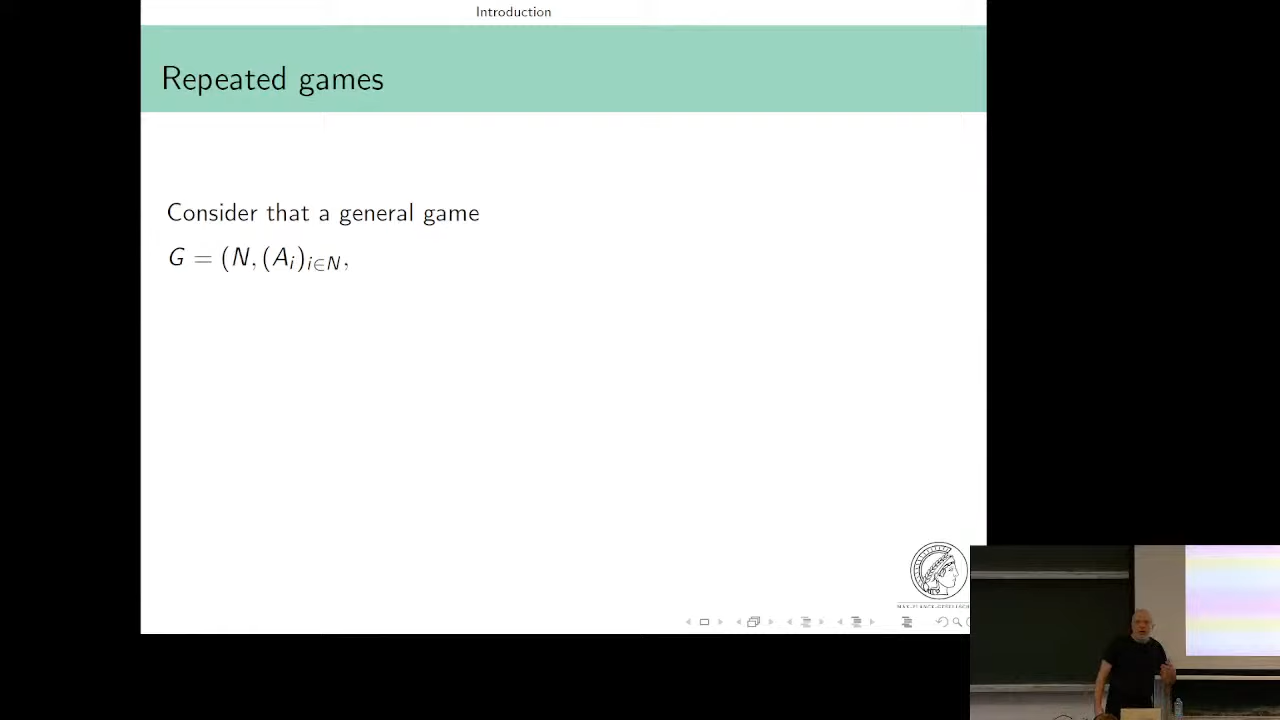 Introduction
Repeated games
Consider that a general game
G = (N, (A_i)_{i∈N},